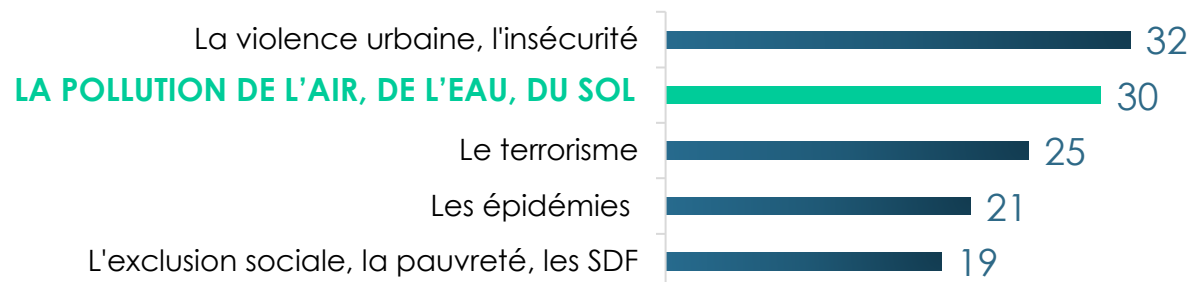 La violence urbaine, l'insécurité 32
LA POLLUTION DE L’AIR, DE L’EAU, DU SOL 30
Le terrorisme 25
Les épidémies 21
L'exclusion sociale, la pauvreté, les SDF 19